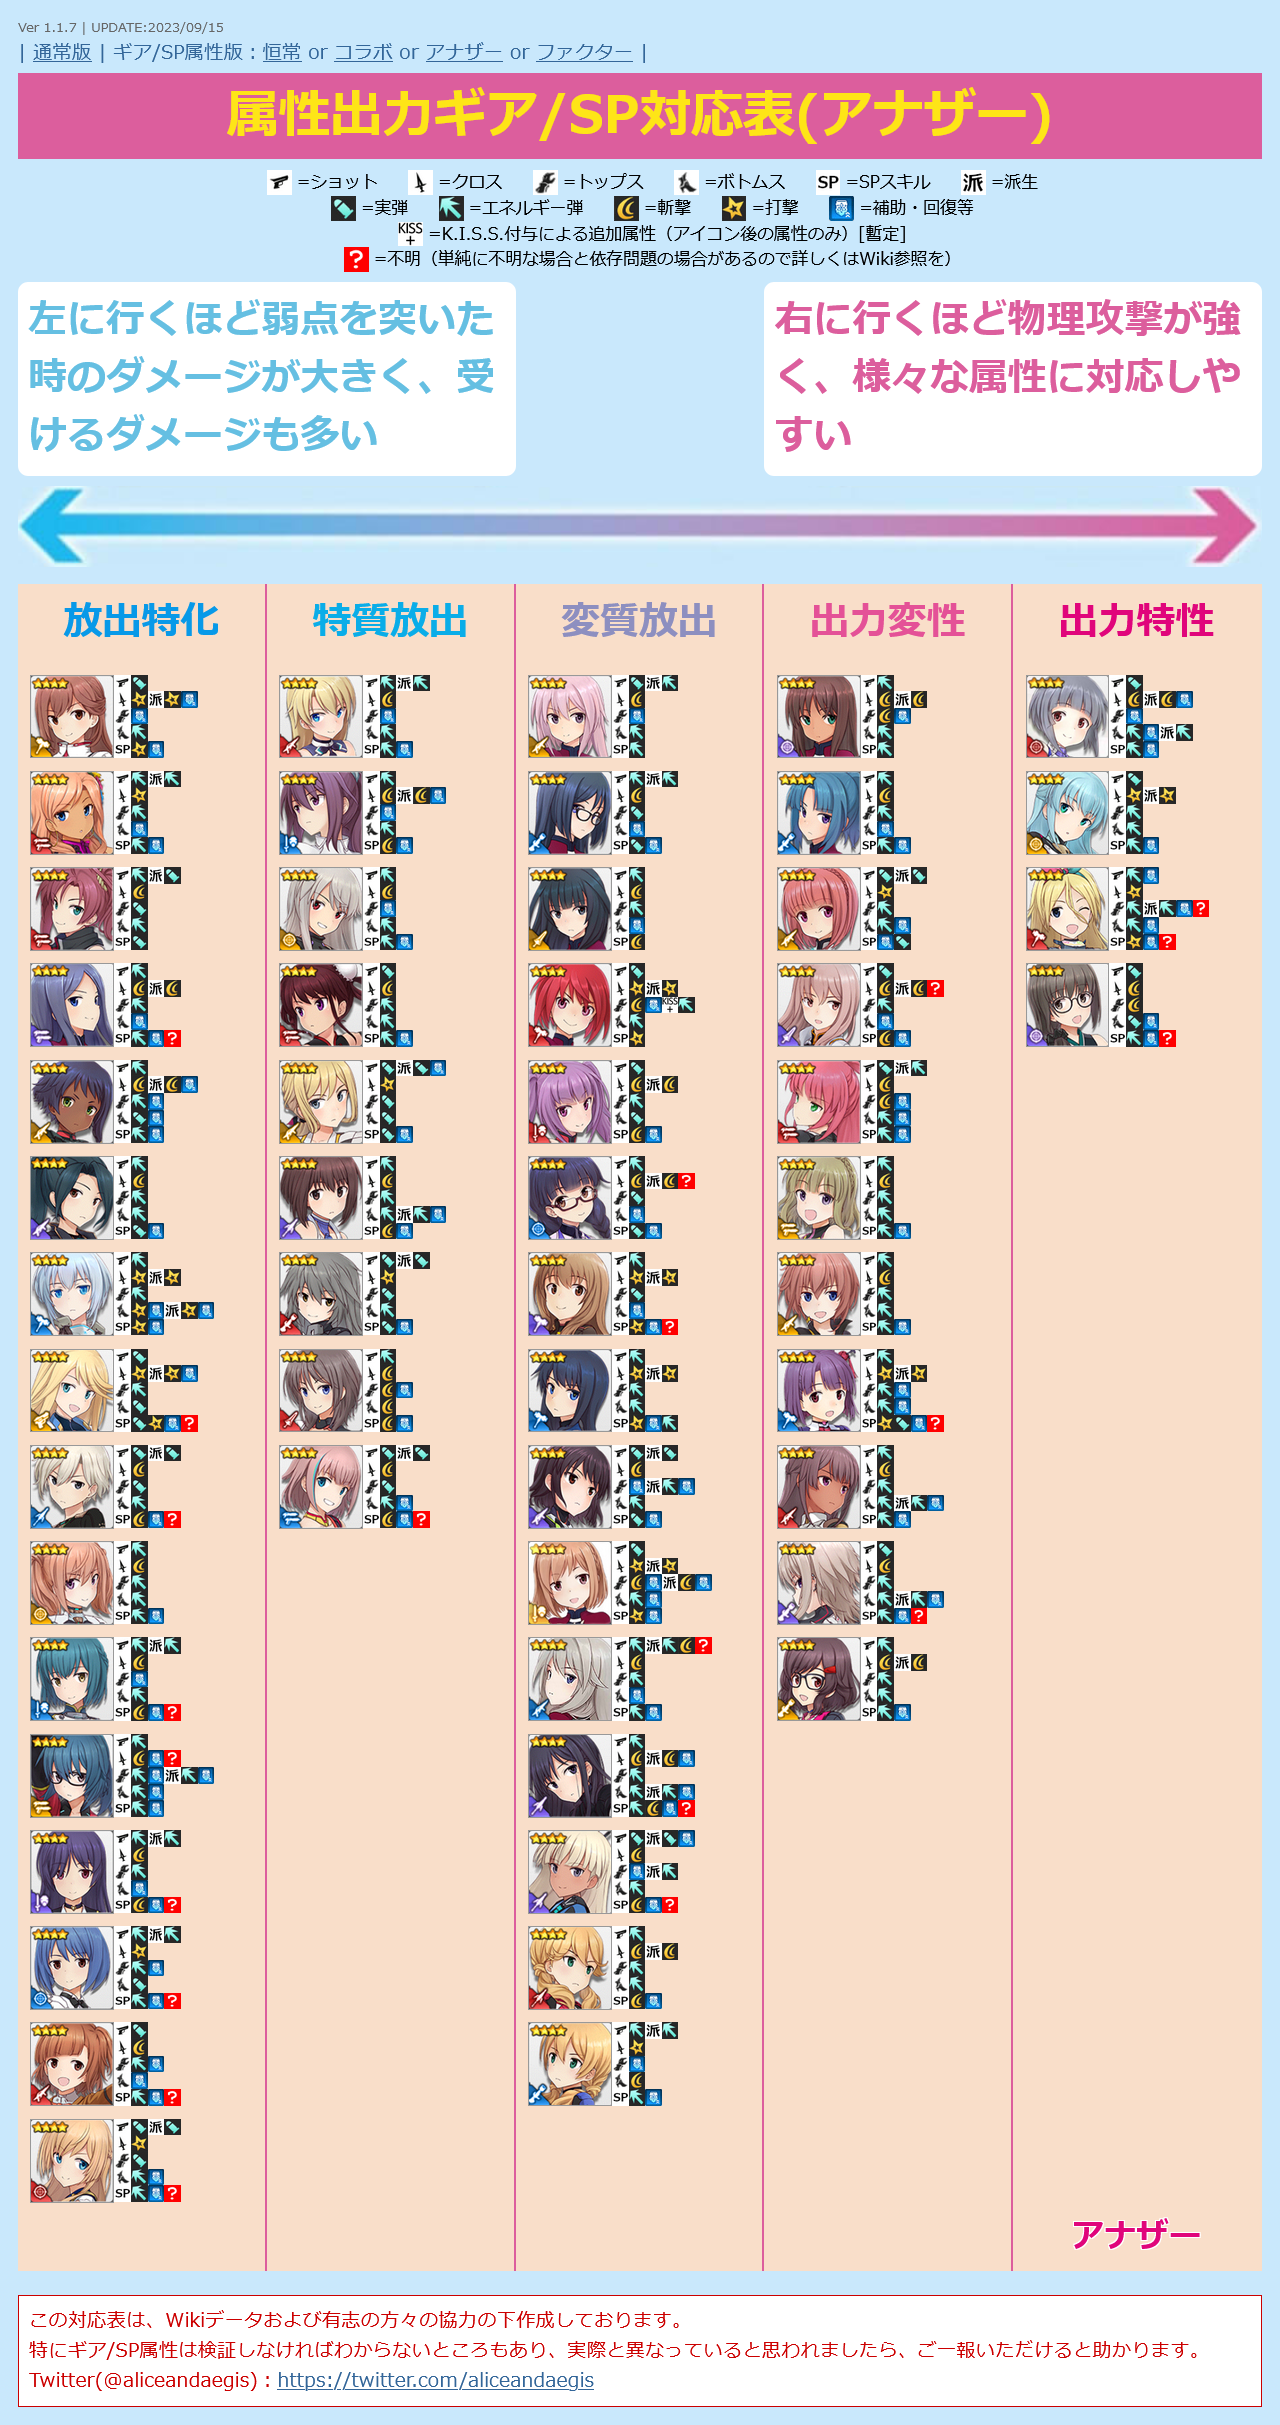 Ver 1.1.7 | UPDATE:2023/09/15
| 通常版 | ギア/SP属性版：恒常 or コラボ or アナザー or ファクター |
属性出力ギア/SP対応表(アナザー)
=ショット =クロス =トップス =ボトムス SP =SPスキル 派 =派生
=実弾 =エネルギー弾 =斬撃 =打撃 =補助・回復等
KISS+ =K.I.S.S.付与による追加属性（アイコン後の属性のみ）[暫定]
? =不明（単純に不明な場合と依存問題の場合があるので詳しくはWiki参照を）
左に行くほど弱点を突いた
時のダメージが大きく、受
けるダメージも多い
右に行くほど物理攻撃が強
く、様々な属性に対応しや
すい
放出特化 特質放出 変質放出 出力変性 出力特性
アナザー
この対応表は、Wikiデータおよび有志の方々の協力の下作成しております。
特にギア/SP属性は検証しなければわからないところもあり、実際と異なっていると思われましたら、ご一報いただけると助かります。
Twitter(@aliceandaegis)：https://twitter.com/aliceandaegis